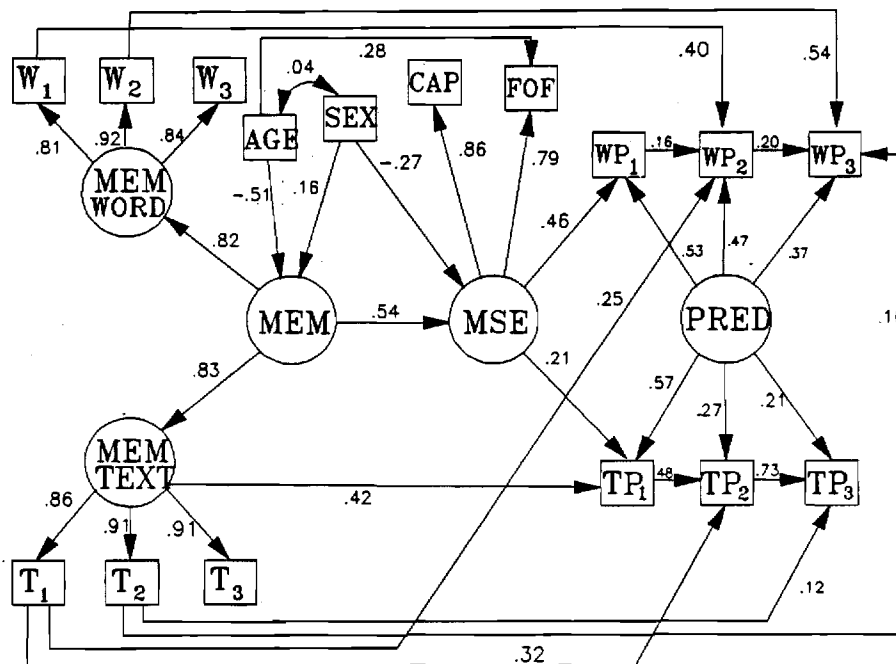 .28
.40
.54
W1
W2
W3
.04
CAP
FOF
SEX
AGE
.81
.92
.84
.86
.79
WP1
.16
WP2
.20
WP3
MEM
WORD
-.51
.16
-.27
.46
.53
.47
.37
.82
.25
MEM
.54
MSE
PRED
.83
.21
.57
.27
.21
MEM
TEXT
.42
TP1
.48
TP2
.73
TP3
.86
.91
.91
T1
T2
T3
.12
.32